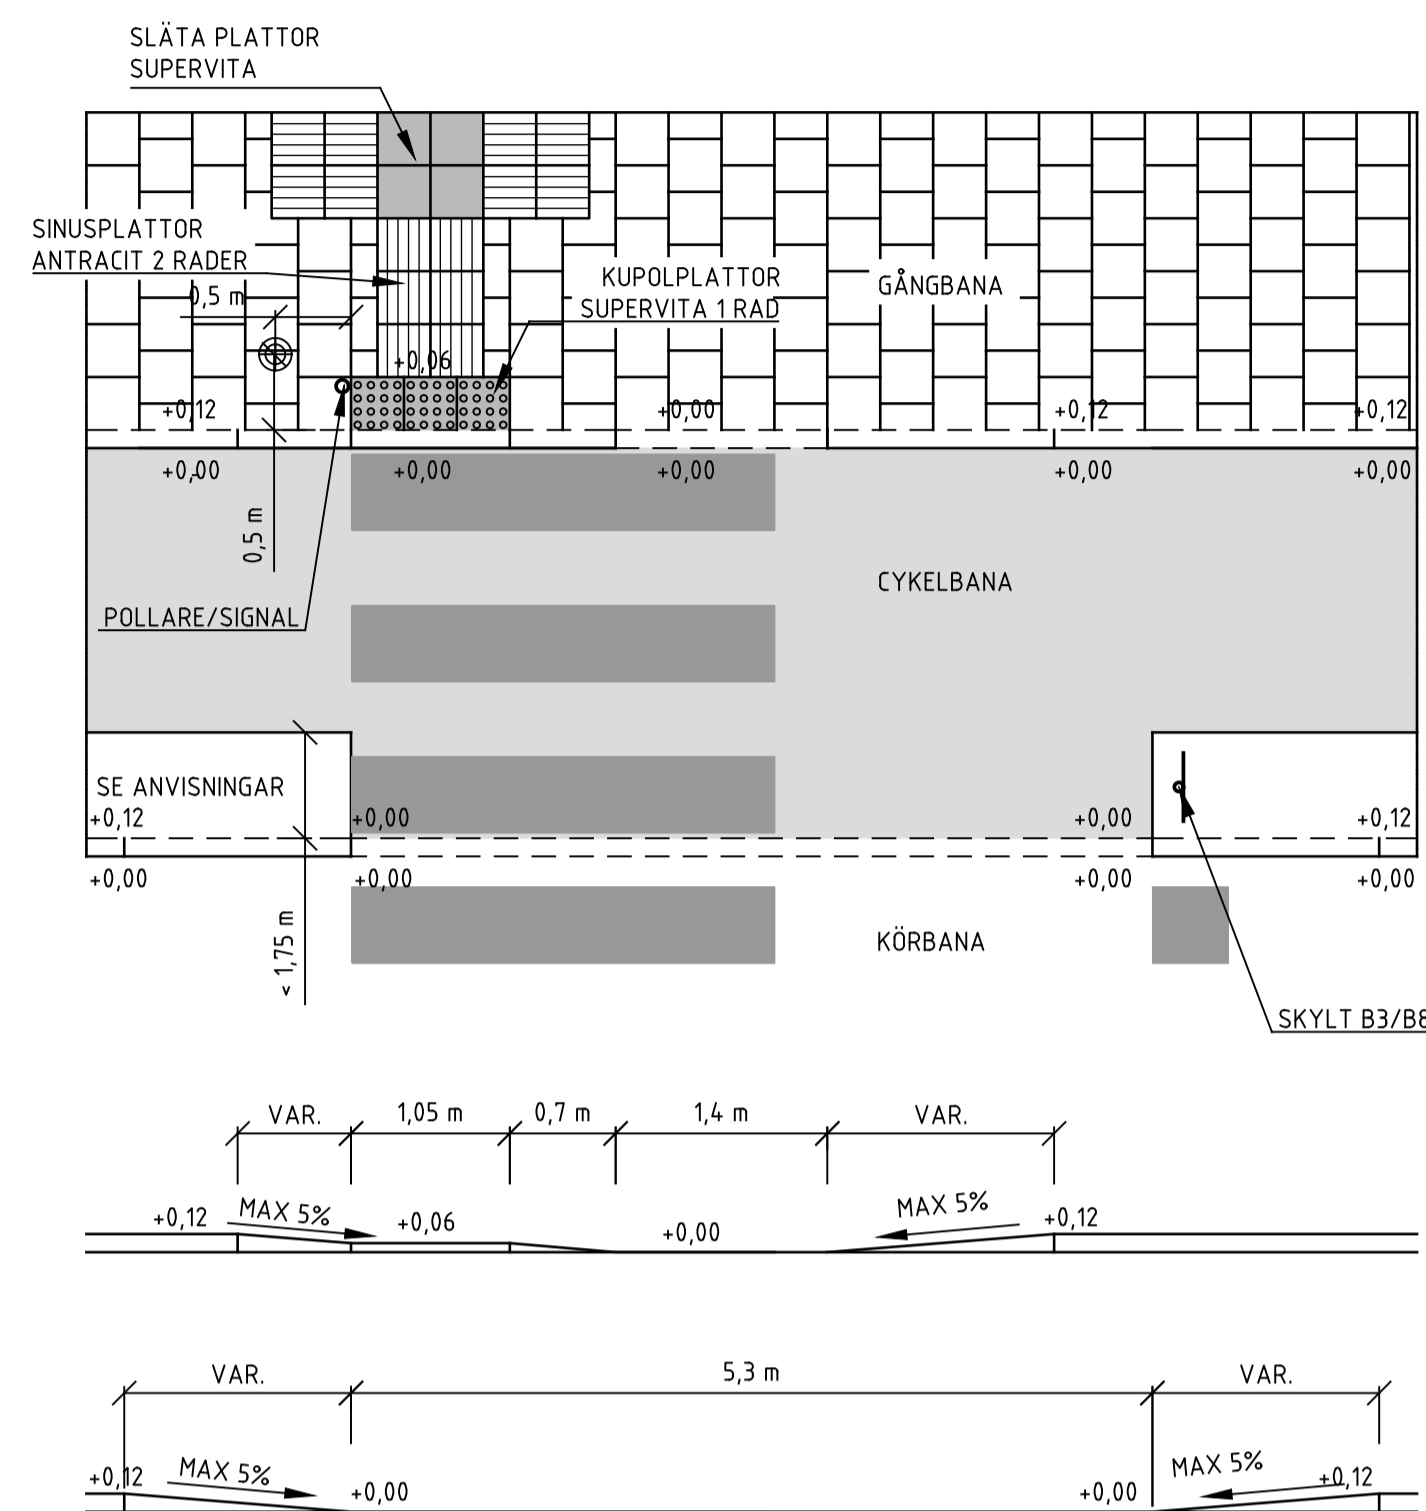 SLÄTA PLATTOR
SUPERVITA
SINUSPLATTOR
ANTRACIT 2 RADER
0,5 m
KUPOLPLATTOR
SUPERVITA 1 RAD
GÅNGBANA
+0,06
+0,12 +0,00 +0,12 +0,12
+0,00 +0,00 +0,00 +0,00 +0,00
0,5 m
CYKELBANA
POLLARE/SIGNAL
SE ANVISNINGAR
+0,12 +0,00 +0,00 +0,12
+0,00 +0,00 +0,00 +0,00
< 1,75 m
KÖRBANA
SKYLT B3/B8
VAR. 1,05 m 0,7 m 1,4 m VAR.
+0,12 MAX 5% +0,06 +0,00 MAX 5% +0,12
VAR. 5,3 m VAR.
+0,12 MAX 5% +0,00 +0,00 MAX 5% +0,12